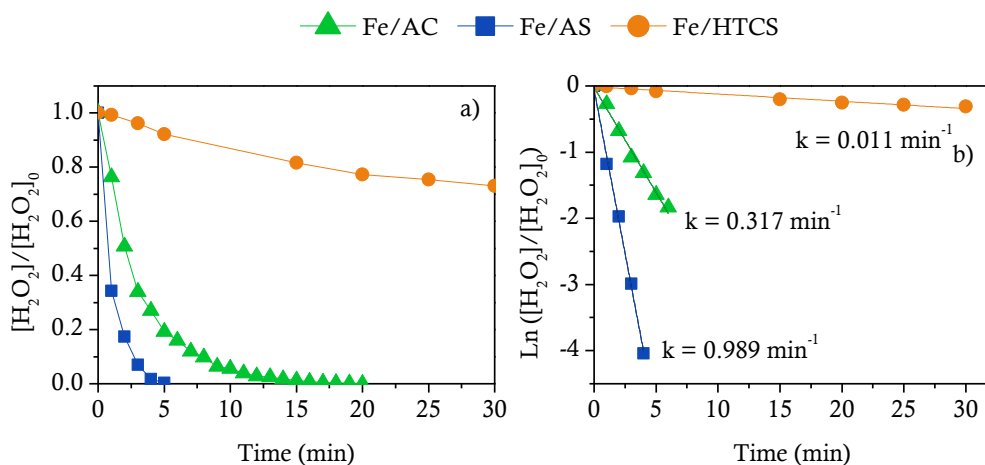 Fe/AC Fe/AS Fe/HTCS
a)
1.0
0.8
0.6
0.4
0.2
0.0
0 5 10 15 20 25 30
Time (min)
[H₂O₂]/[H₂O₂]₀
b)
0
-1
-2
-3
-4
0 5 10 15 20 25 30
Time (min)
Ln ([H₂O₂]/[H₂O₂]₀)
k = 0.011 min⁻¹
k = 0.317 min⁻¹
k = 0.989 min⁻¹